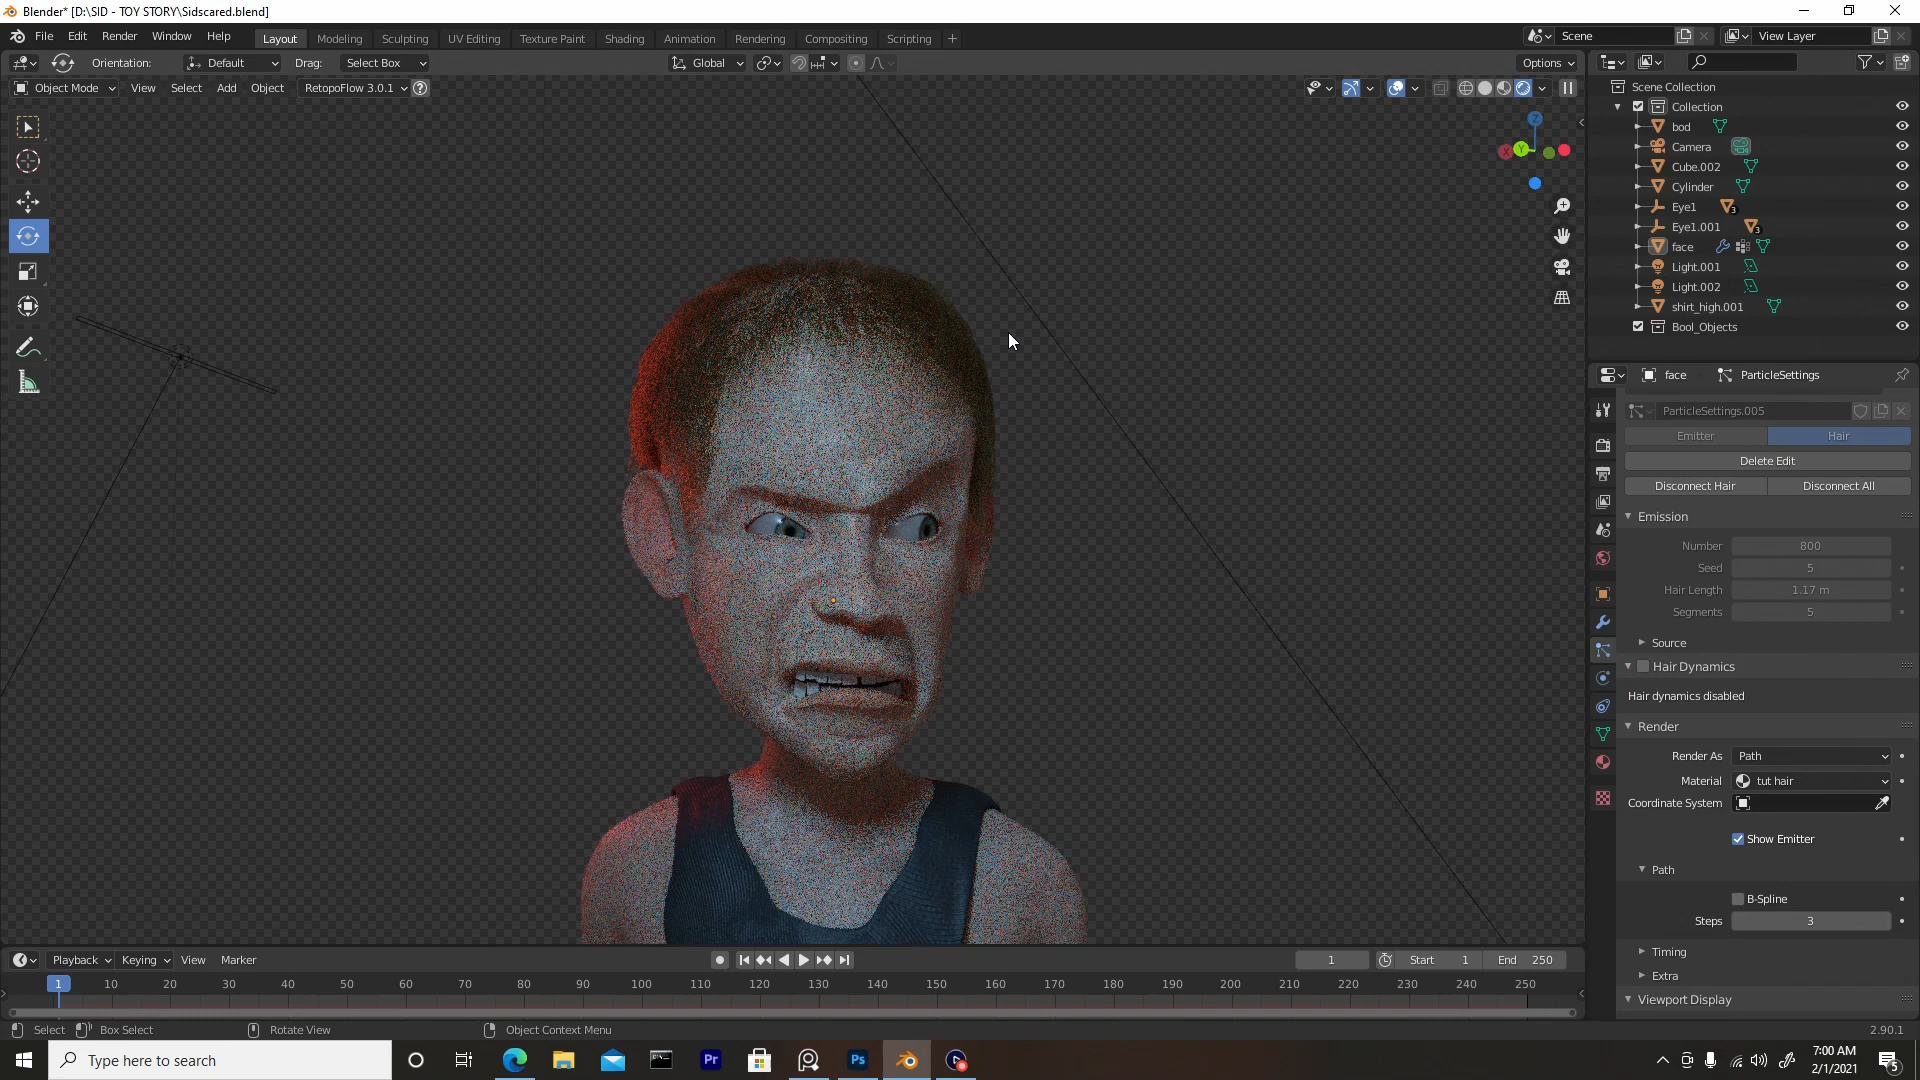 Blender* [D:\SID - TOY STORY\Sidscared.blend]
File Edit Render Window Help
Layout Modeling Sculpting UV Editing Texture Paint Shading Animation Rendering Compositing Scripting +
Scene
View Layer
Orientation: Default Drag: Select Box
Global
Options
Object Mode View Select Add Object RetopoFlow 3.0.1 ?
Z
X
Y
Scene Collection
Collection
bod
Camera
Cube.002
Cylinder
Eye1 3
Eye1.001 3
face
Light.001
Light.002
shirt_high.001
Bool_Objects
face ParticleSettings
ParticleSettings.005
Emitter Hair
Delete Edit
Disconnect Hair Disconnect All
Emission
Number 800
Seed 5
Hair Length 1.17 m
Segments 5
Source
Hair Dynamics
Hair dynamics disabled
Render
Render As Path
Material tut hair
Coordinate System
Show Emitter
Path
B-Spline
Steps 3
Timing
Extra
Viewport Display
Playback Keying View Marker
1 Start 1 End 250
1 10 20 30 40 50 60 70 80 90 100 110 120 130 140 150 160 170 180 190 200 210 220 230 240 250
Select Box Select Rotate View Object Context Menu 2.90.1
Type here to search
Pr
Ps
7:00 AM
2/1/2021
5